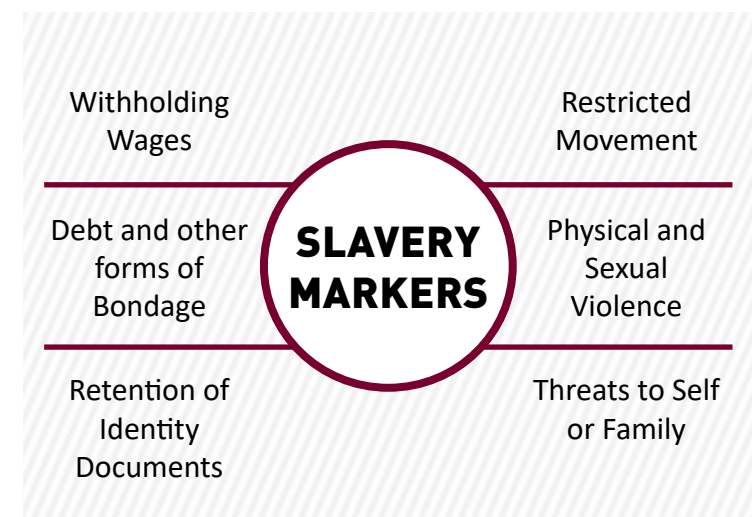 Withholding
Wages
Debt and other
forms of
Bondage
Retention of
Identity
Documents
SLAVERY
MARKERS
Restricted
Movement
Physical and
Sexual
Violence
Threats to Self
or Family